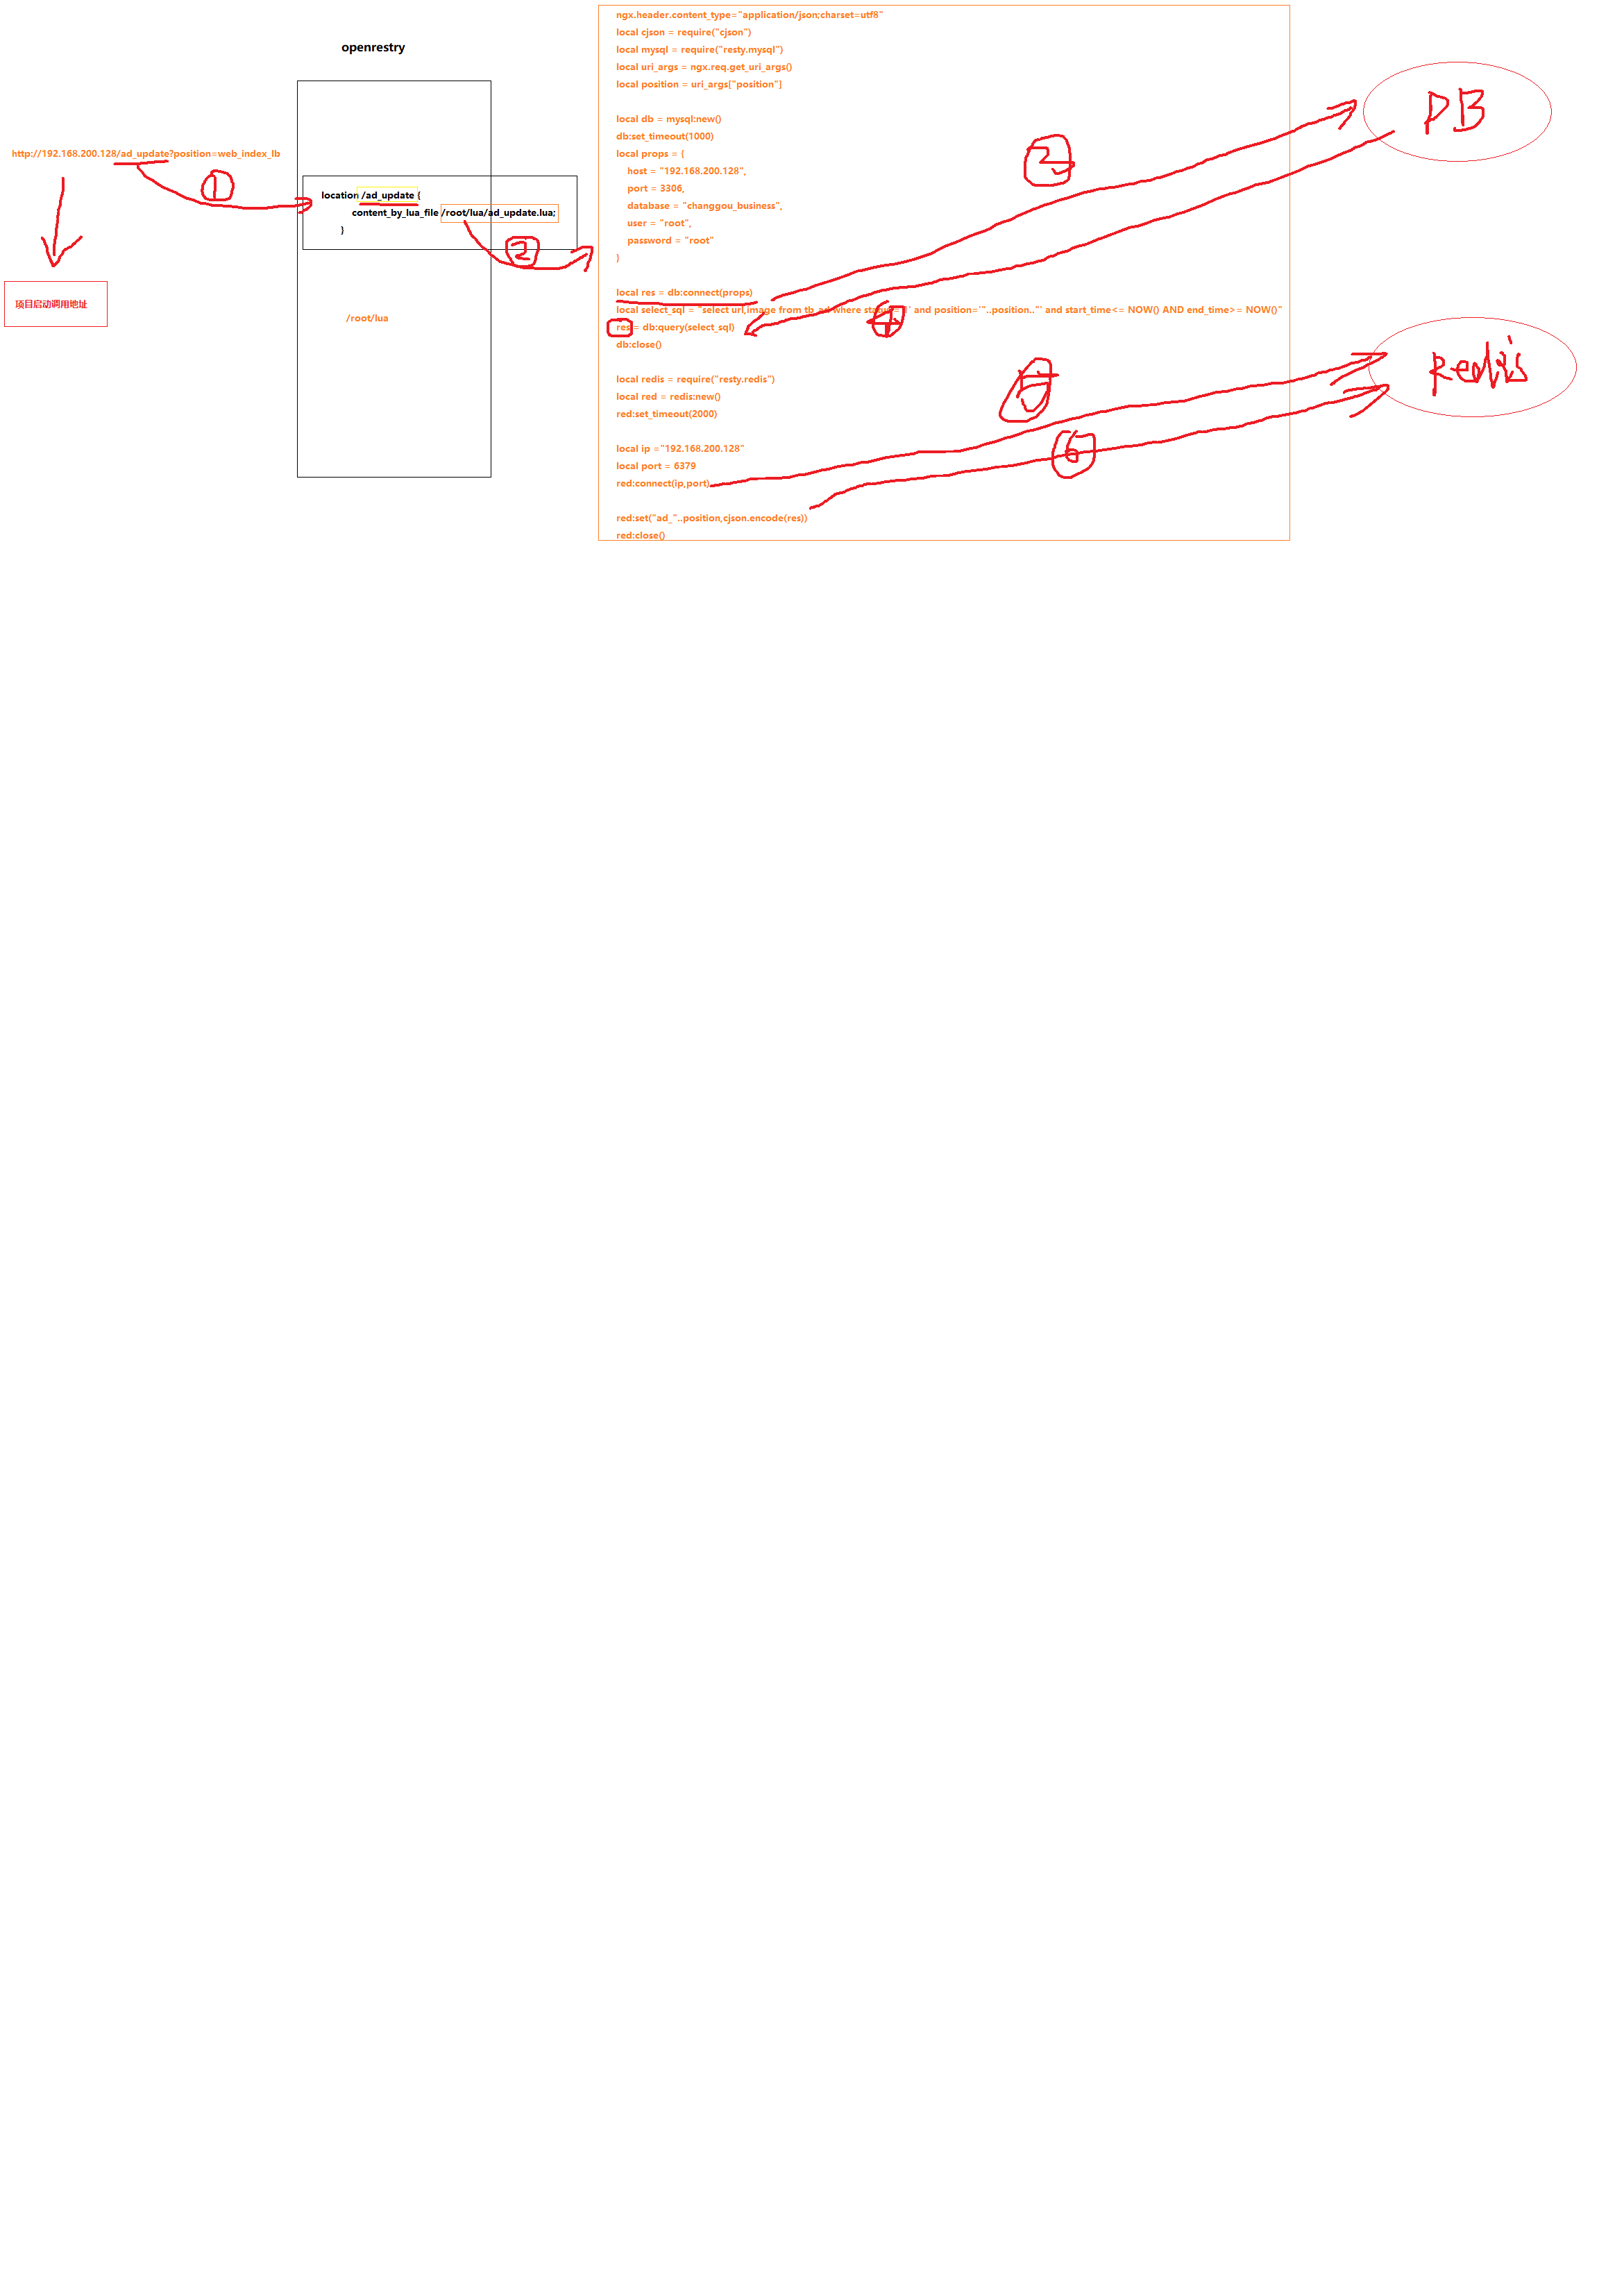 openrestry
http://192.168.200.128/ad_update?position=web_index_lb
①
location /ad_update {
content_by_lua_file /root/lua/ad_update.lua;
}
②
项目启动调用地址
/root/lua
ngx.header.content_type="application/json;charset=utf8"
local cjson = require("cjson")
local mysql = require("resty.mysql")
local uri_args = ngx.req.get_uri_args()
local position = uri_args["position"]
local db = mysql:new()
db:set_timeout(1000)
local props = {
host = "192.168.200.128",
port = 3306,
database = "changgou_business",
user = "root",
password = "root"
}
local res = db:connect(props)
local select_sql = "select url,image from tb_ad where status ='1' and position='"..position.."' and start_time<= NOW() AND end_time>= NOW()"
res = db:query(select_sql)
db:close()
local redis = require("resty.redis")
local red = redis:new()
red:set_timeout(2000)
local ip ="192.168.200.128"
local port = 6379
red:connect(ip,port)
red:set("ad_"..position,cjson.encode(res))
red:close()
④
⑤
⑥
DB
Redis